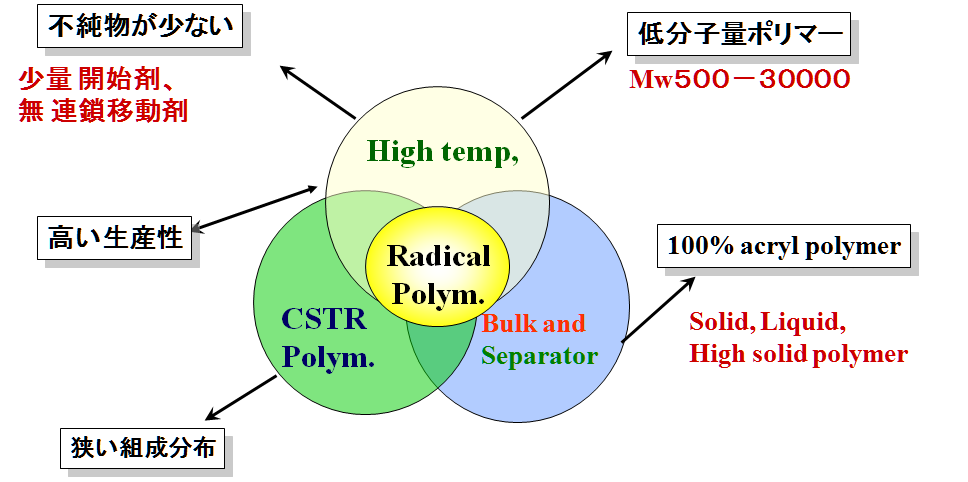 不純物が少ない
少量 開始剤、
無 連鎖移動剤
低分子量ポリマー
Mw500－30000
High temp,
高い生産性
Radical
Polym.
100% acryl polymer
CSTR
Polym.
Bulk and
Separator
Solid, Liquid,
High solid polymer
狭い組成分布